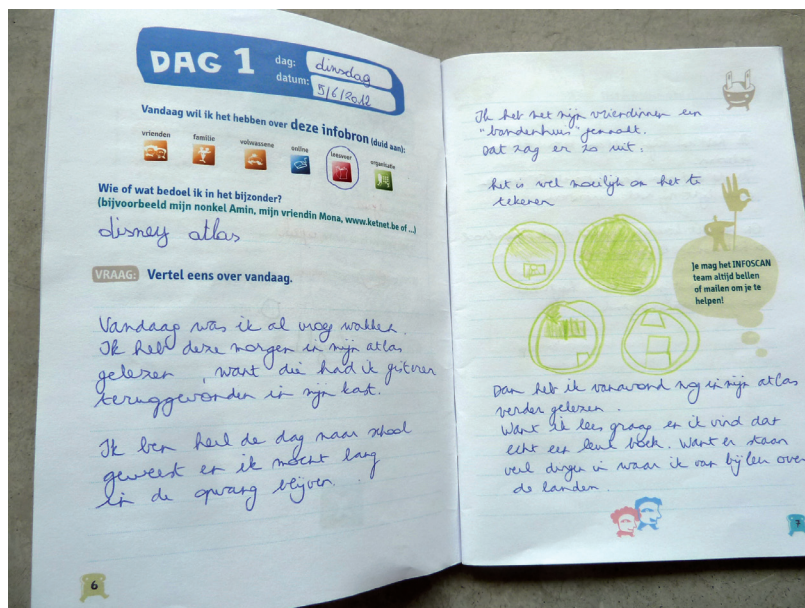 DAG 1
dag: dinsdag
datum: 5/6/2012
Vandaag wil ik het hebben over deze infobron (duid aan):
vrienden familie volwassene online leesvoer organisatie
Wie of wat bedoel ik in het bijzonder?
(bijvoorbeeld mijn nonkel Amin, mijn vriendin Mona, www.ketnet.be of ...)
disney atlas
VRAAG: Vertel eens over vandaag.
Vandaag was ik al vroeg wakker.
Ik heb deze morgen in mijn atlas
gelezen, want die had ik gisteren
teruggevonden in mijn kast.
Ik ben heel de dag naar school
geweest en ik mocht lang
in de opvang blijven.
6
Ik heb met mijn vriendinnen een
"bandenhuis" gemaakt.
Dat zag er zo uit:
het is wel moeilijk om het te
tekenen
Je mag het INFOSCAN
team altijd bellen
of mailen om je te
helpen!
Dan heb ik vanavond nog in mijn atlas
verder gelezen.
Want ik lees graag en ik vind dat
echt een leuk boek. Want er staan
veel dingen in waar ik van bijleer over
de landen.
7